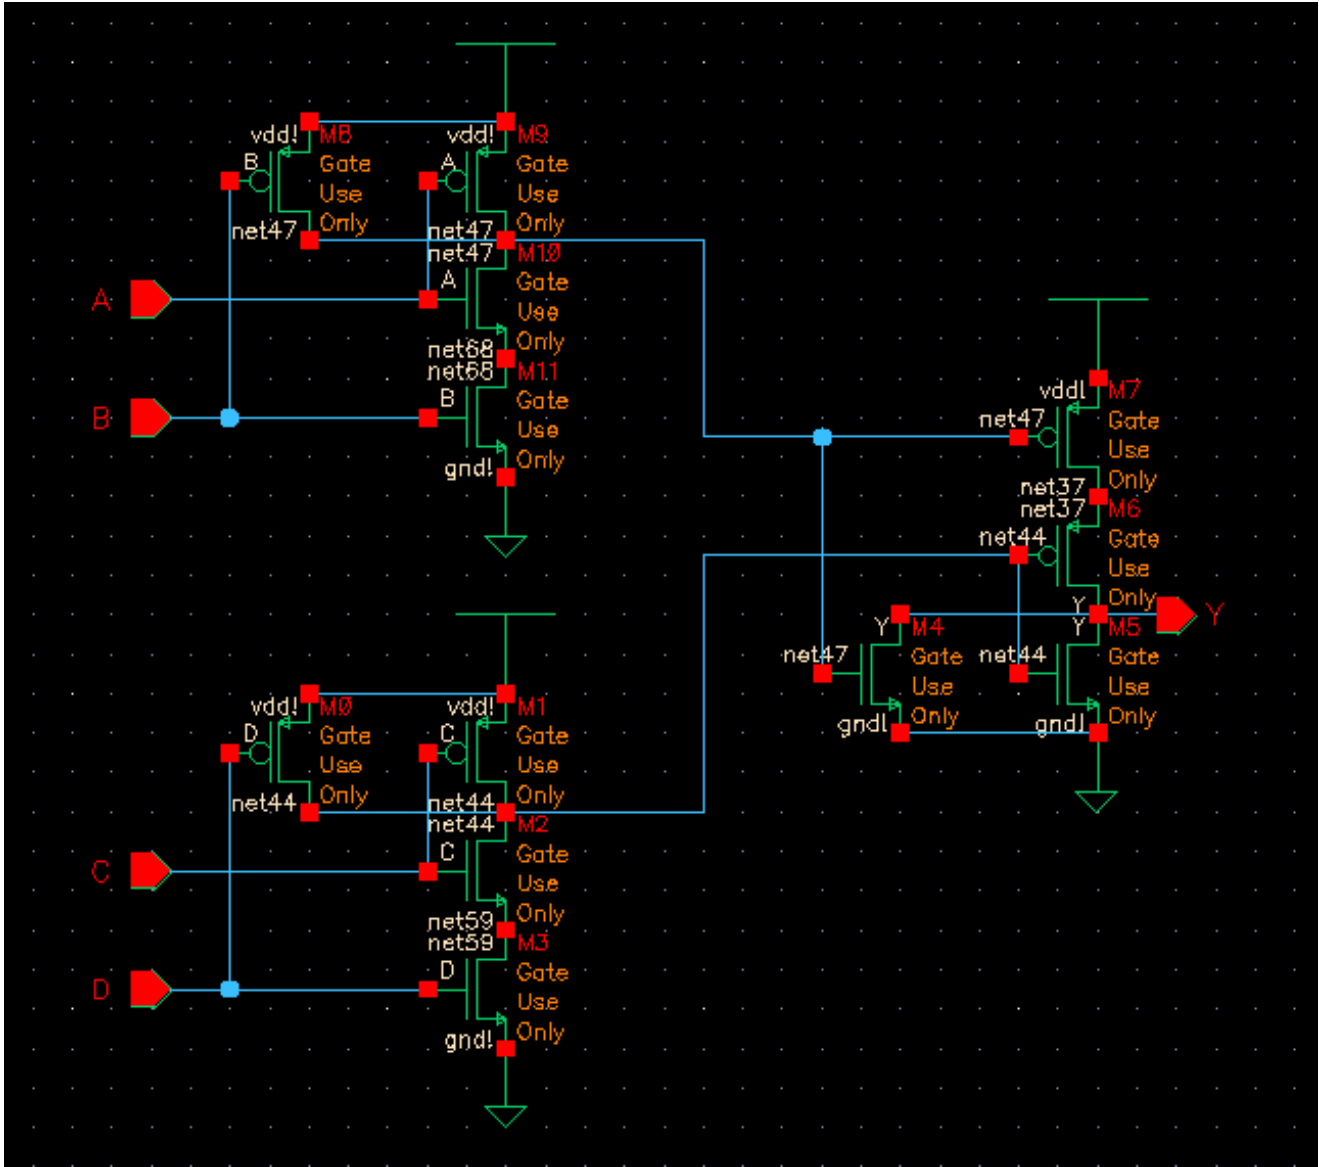 vdd! M8
B Gate
Use
Only
net47
vdd! M9
A Gate
Use
Only
net47
net47 M10
A Gate
Use
Only
net68
net68 M11
B Gate
Use
Only
gnd!
A
B
vdd! M7
net47 Gate
Use
Only
net37
net37 M6
net44 Gate
Use
Only
Y
Y M5
net44 Gate
Use
Only
gnd!
Y M4
net47 Gate
Use
Only
gnd!
Y
vdd! M0
D Gate
Use
Only
net44
vdd! M1
C Gate
Use
Only
net44
net44 M2
C Gate
Use
Only
net59
net59 M3
D Gate
Use
Only
gnd!
C
D